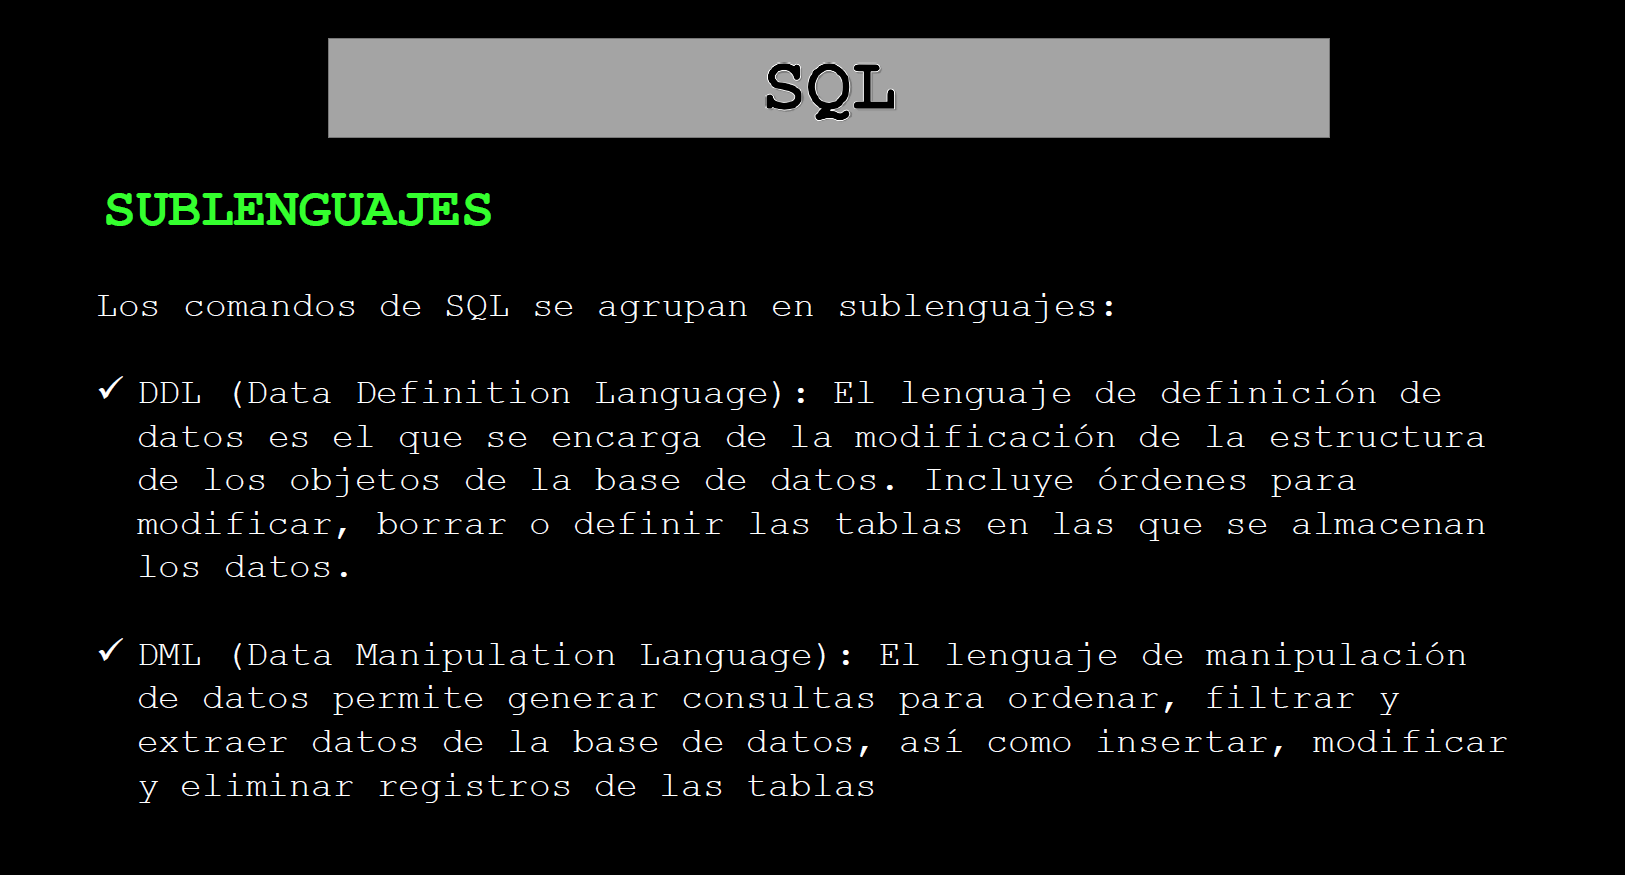 SQL
SUBLENGUAJES
Los comandos de SQL se agrupan en sublenguajes:
✓ DDL (Data Definition Language): El lenguaje de definición de
datos es el que se encarga de la modificación de la estructura
de los objetos de la base de datos. Incluye órdenes para
modificar, borrar o definir las tablas en las que se almacenan
los datos.
✓ DML (Data Manipulation Language): El lenguaje de manipulación
de datos permite generar consultas para ordenar, filtrar y
extraer datos de la base de datos, así como insertar, modificar
y eliminar registros de las tablas